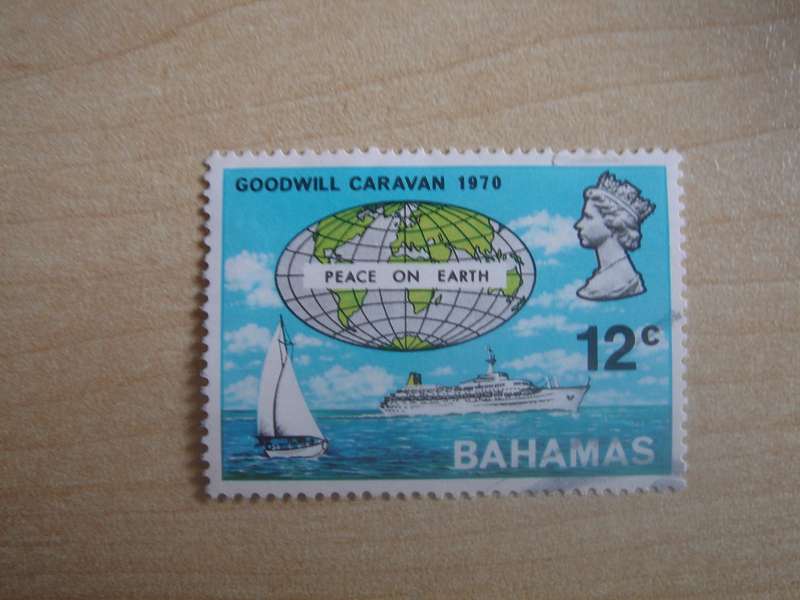 GOODWILL CARAVAN 1970
PEACE ON EARTH
12c
BAHAMAS